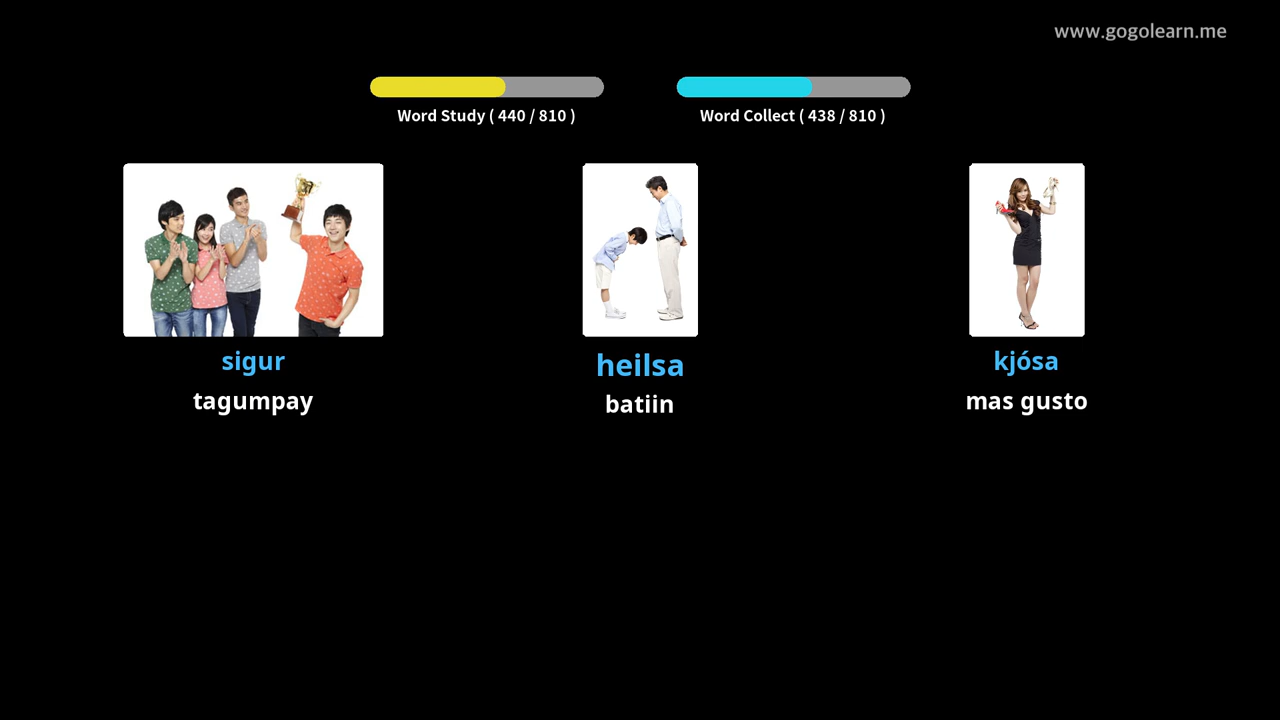 www.gogolearn.me
Word Study ( 440 / 810 )
Word Collect ( 438 / 810 )
sigur
tagumpay
heilsa
batiin
kjósa
mas gusto